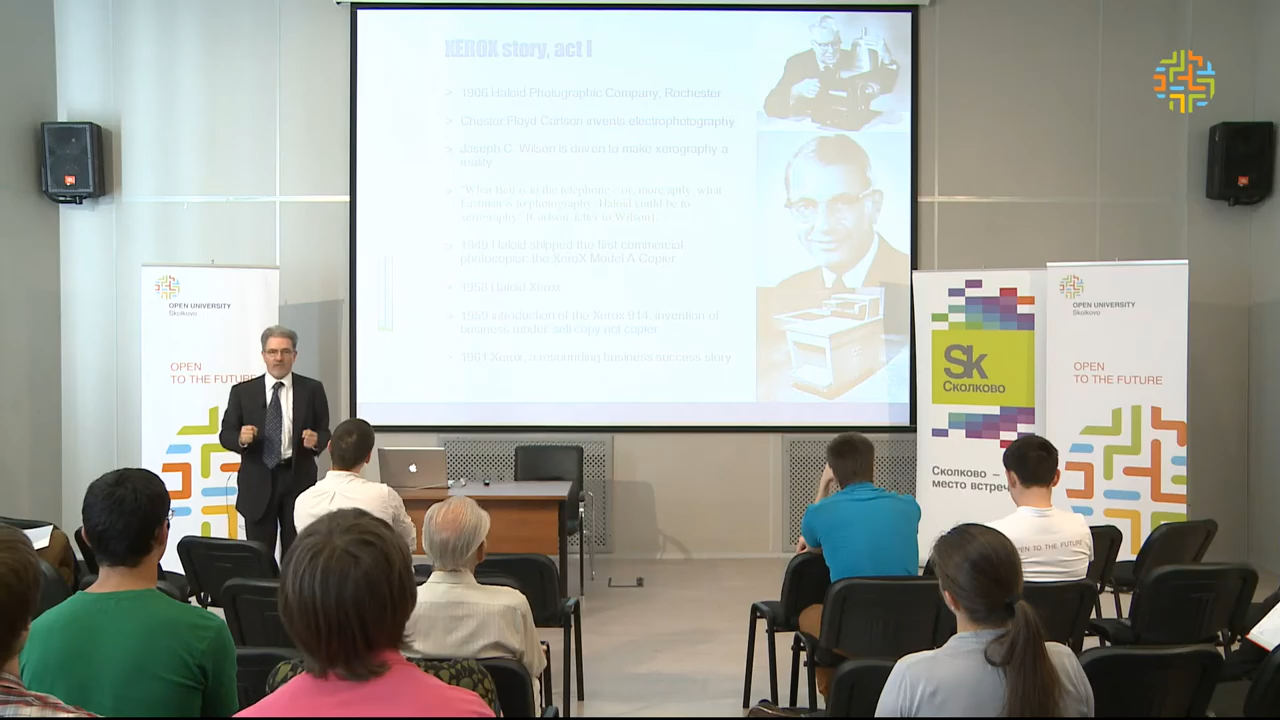 XEROX story, act I
> 1906 Haloid Photographic Company, Rochester
> Chester Floyd Carlson invents electrophotography
> Joseph C. Wilson is driven to make xerography a
reality
"What Bell is to the telephone - or, more aptly, what
Eastman is to photography, Haloid could be to
xerography." letter to Wilson)
> 1949 Haloid shipped the first commercial
photocopier: the XeroX Model A Copier
> 1958 Haloid Xerox
> 1959 introduction of the Xerox 914, invention of
business model: sell copy not copier
> 1961 Xerox, a resounding business success story
OPEN UNIVERSITY
Skolkovo
OPEN
TO THE FUTURE
Sk
Сколково
Сколково –
место встреч
OPEN UNIVERSITY
Skolkovo
OPEN
TO THE FUTURE
PEN TO THE FUTURE